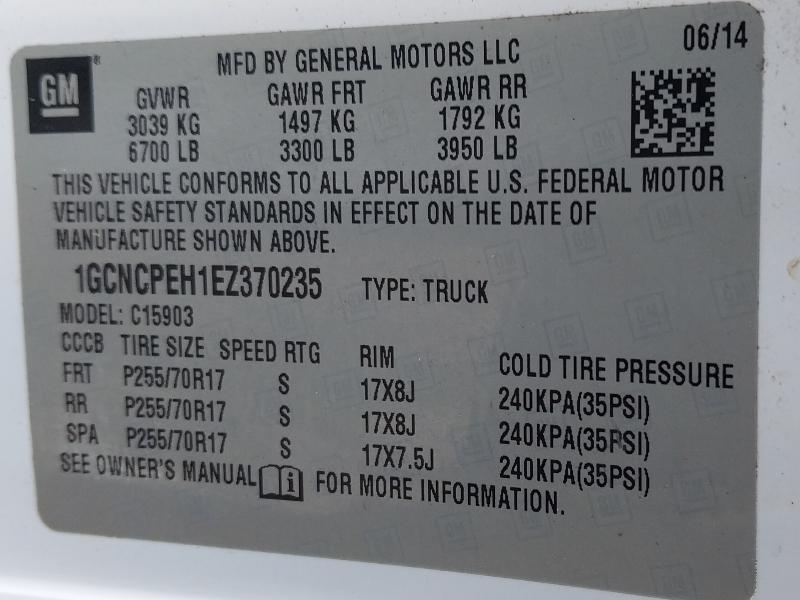 GM®
MFD BY GENERAL MOTORS LLC 06/14
GVWR GAWR FRT GAWR RR
3039 KG 1497 KG 1792 KG
6700 LB 3300 LB 3950 LB
THIS VEHICLE CONFORMS TO ALL APPLICABLE U.S. FEDERAL MOTOR
VEHICLE SAFETY STANDARDS IN EFFECT ON THE DATE OF
MANUFACTURE SHOWN ABOVE.
1GCNCPEH1EZ370235 TYPE: TRUCK
MODEL: C15903
CCCB TIRE SIZE SPEED RTG RIM COLD TIRE PRESSURE
FRT P255/70R17 S 17X8J 240KPA(35PSI)
RR P255/70R17 S 17X8J 240KPA(35PSI)
SPA P255/70R17 S 17X7.5J 240KPA(35PSI)
SEE OWNER'S MANUAL i FOR MORE INFORMATION.